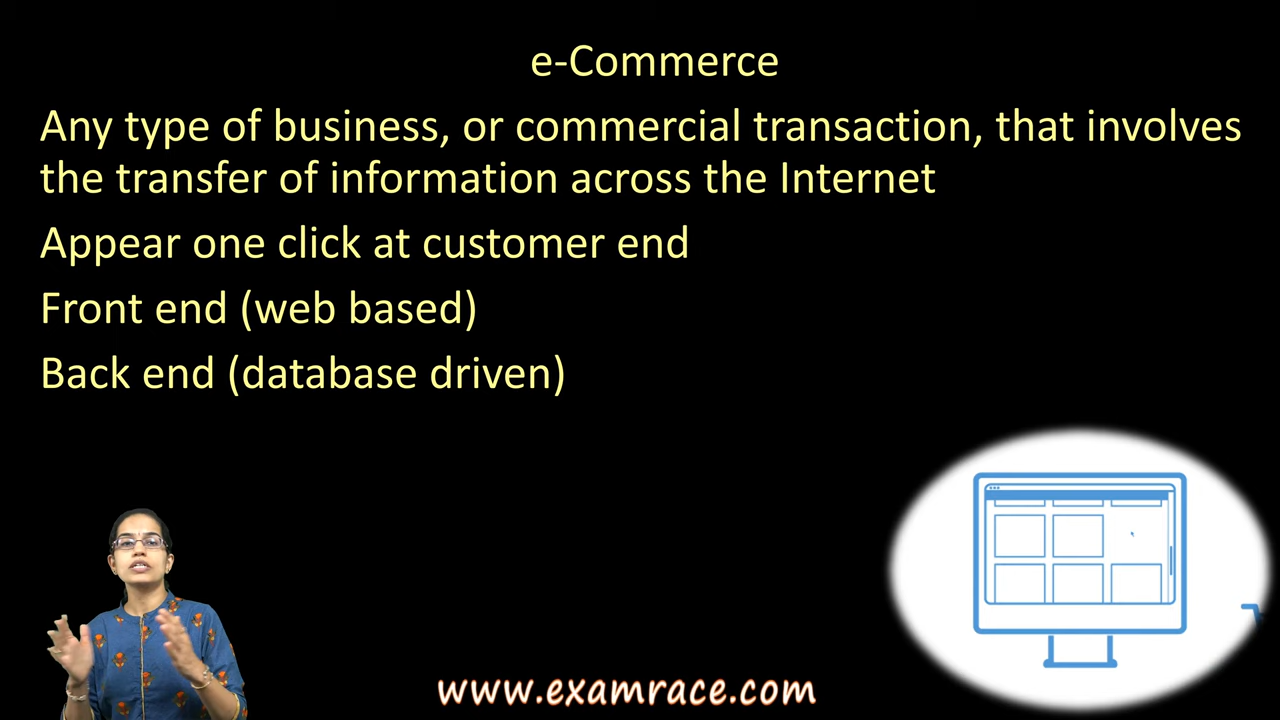 e-Commerce
Any type of business, or commercial transaction, that involves
the transfer of information across the Internet
Appear one click at customer end
Front end (web based)
Back end (database driven)
www.examrace.com